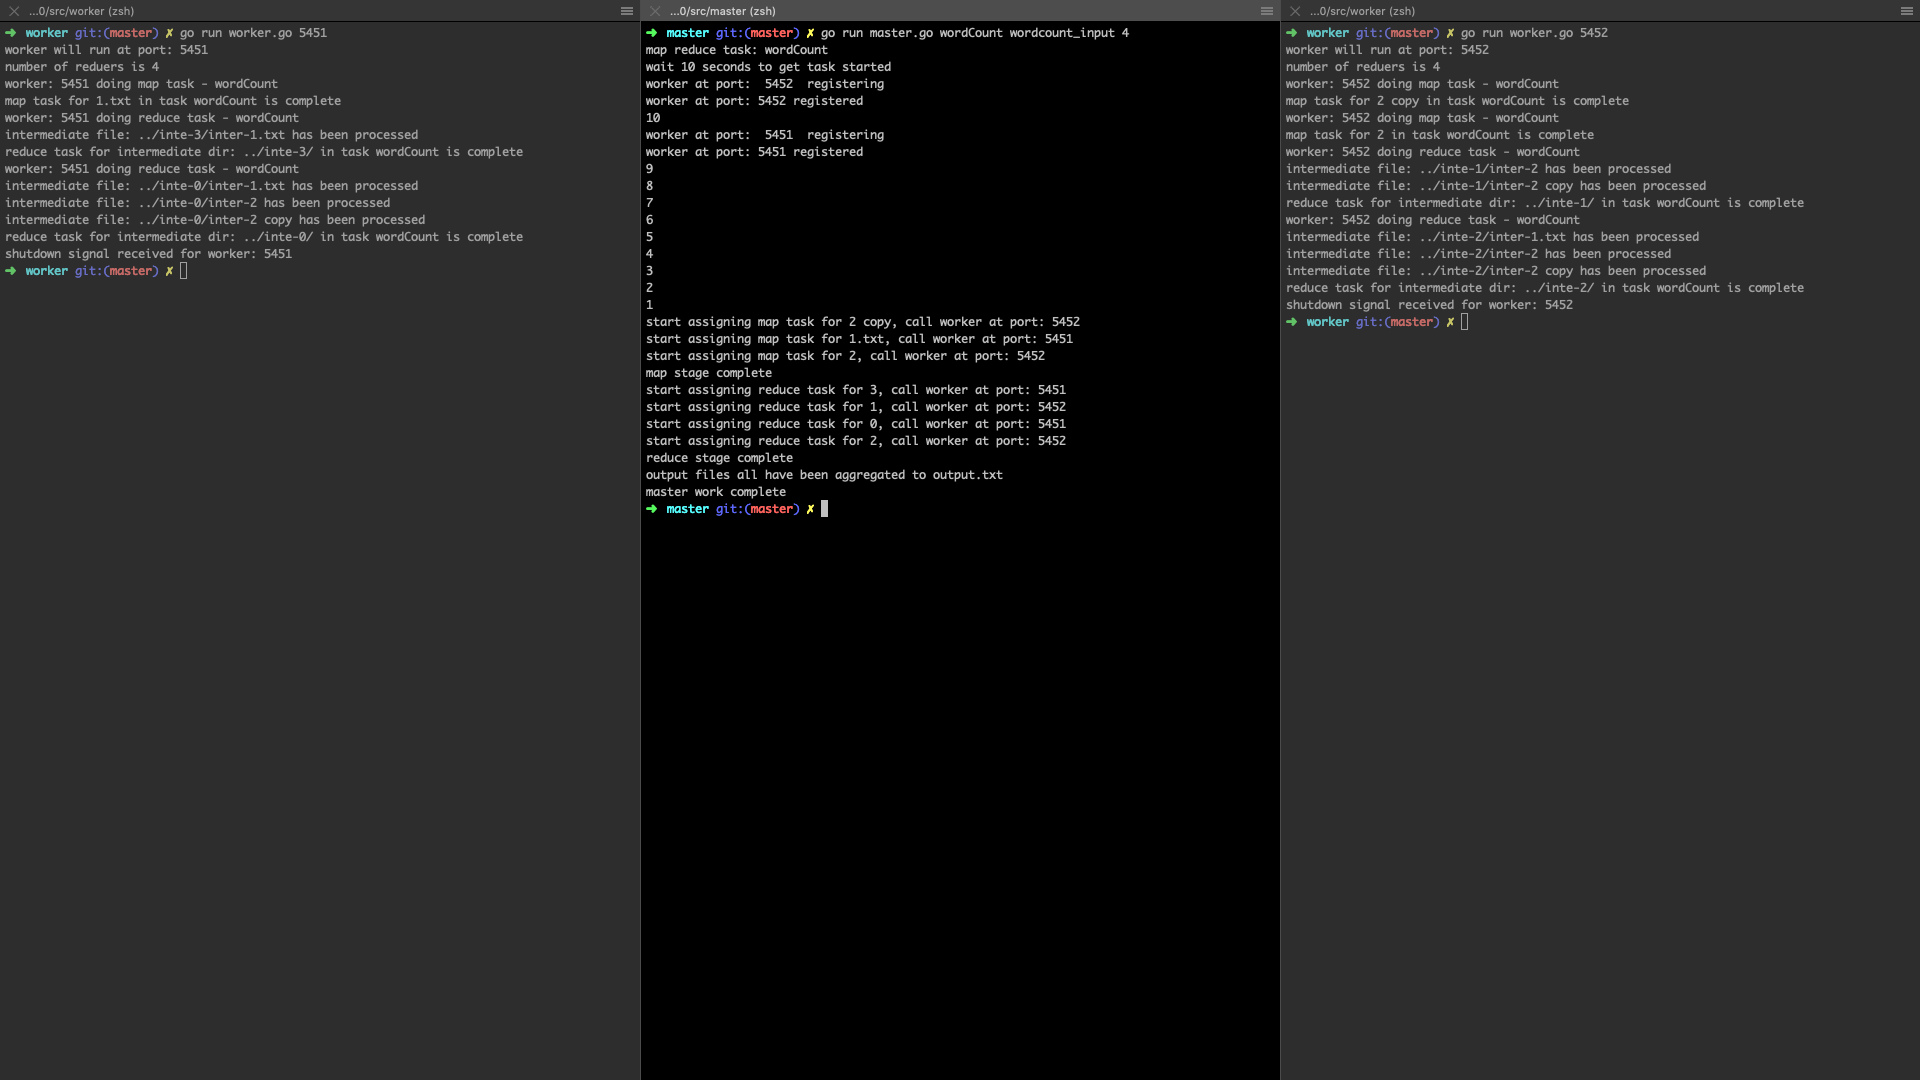 ...0/src/worker (zsh)
➜ worker git:(master) ✗ go run worker.go 5451
worker will run at port: 5451
number of reduers is 4
worker: 5451 doing map task - wordCount
map task for 1.txt in task wordCount is complete
worker: 5451 doing reduce task - wordCount
intermediate file: ../inte-3/inter-1.txt has been processed
reduce task for intermediate dir: ../inte-3/ in task wordCount is complete
worker: 5451 doing reduce task - wordCount
intermediate file: ../inte-0/inter-1.txt has been processed
intermediate file: ../inte-0/inter-2 has been processed
intermediate file: ../inte-0/inter-2 copy has been processed
reduce task for intermediate dir: ../inte-0/ in task wordCount is complete
shutdown signal received for worker: 5451
➜ worker git:(master) ✗
...0/src/master (zsh)
➜ master git:(master) ✗ go run master.go wordCount wordcount_input 4
map reduce task: wordCount
wait 10 seconds to get task started
worker at port:  5452  registering
worker at port: 5452 registered
10
worker at port:  5451  registering
worker at port: 5451 registered
9
8
7
6
5
4
3
2
1
start assigning map task for 2 copy, call worker at port: 5452
start assigning map task for 1.txt, call worker at port: 5451
start assigning map task for 2, call worker at port: 5452
map stage complete
start assigning reduce task for 3, call worker at port: 5451
start assigning reduce task for 1, call worker at port: 5452
start assigning reduce task for 0, call worker at port: 5451
start assigning reduce task for 2, call worker at port: 5452
reduce stage complete
output files all have been aggregated to output.txt
master work complete
➜ master git:(master) ✗
...0/src/worker (zsh)
➜ worker git:(master) ✗ go run worker.go 5452
worker will run at port: 5452
number of reduers is 4
worker: 5452 doing map task - wordCount
map task for 2 copy in task wordCount is complete
worker: 5452 doing map task - wordCount
map task for 2 in task wordCount is complete
worker: 5452 doing reduce task - wordCount
intermediate file: ../inte-1/inter-2 has been processed
intermediate file: ../inte-1/inter-2 copy has been processed
reduce task for intermediate dir: ../inte-1/ in task wordCount is complete
worker: 5452 doing reduce task - wordCount
intermediate file: ../inte-2/inter-1.txt has been processed
intermediate file: ../inte-2/inter-2 has been processed
intermediate file: ../inte-2/inter-2 copy has been processed
reduce task for intermediate dir: ../inte-2/ in task wordCount is complete
shutdown signal received for worker: 5452
➜ worker git:(master) ✗